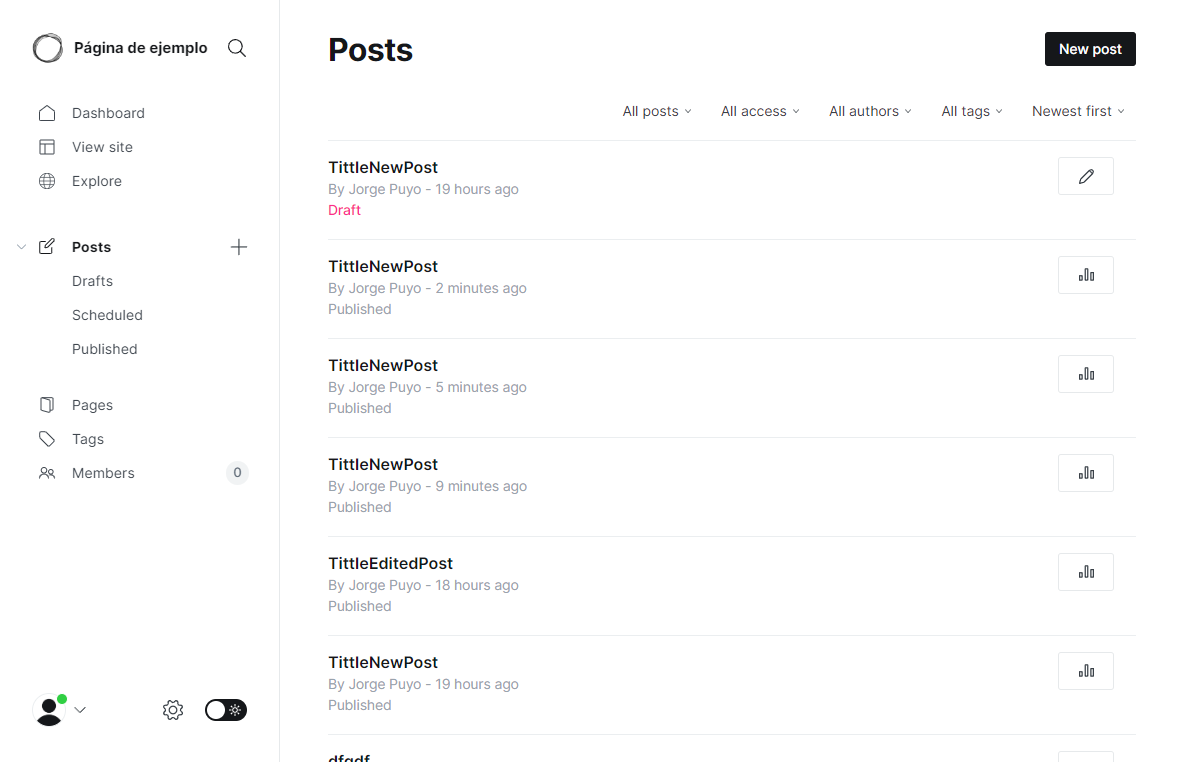 Página de ejemplo
Dashboard
View site
Explore
Posts
Drafts
Scheduled
Published
Pages
Tags
Members 0
Posts
New post
All posts All access All authors All tags Newest first
TittleNewPost
By Jorge Puyo - 19 hours ago
Draft
TittleNewPost
By Jorge Puyo - 2 minutes ago
Published
TittleNewPost
By Jorge Puyo - 5 minutes ago
Published
TittleNewPost
By Jorge Puyo - 9 minutes ago
Published
TittleEditedPost
By Jorge Puyo - 18 hours ago
Published
TittleNewPost
By Jorge Puyo - 19 hours ago
Published